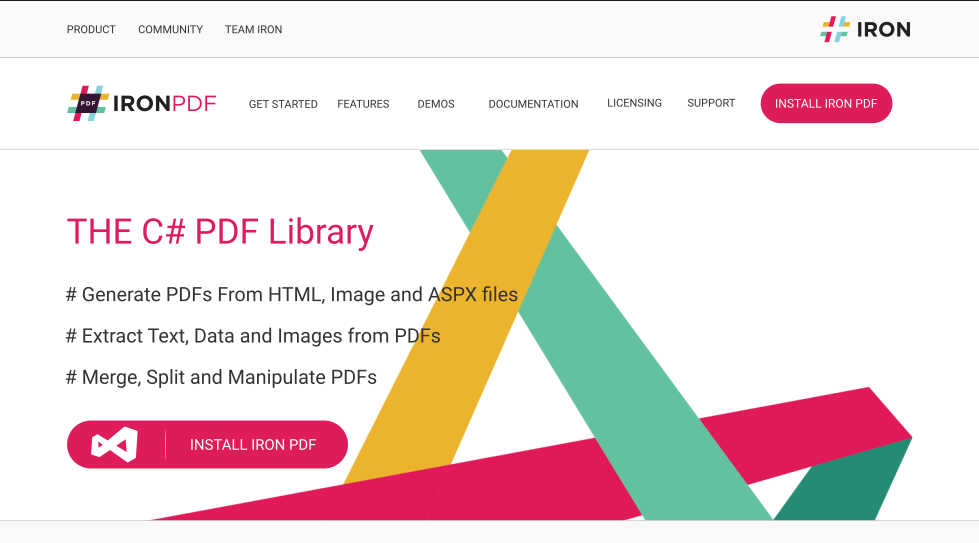 PRODUCT COMMUNITY TEAM IRON IRON
PDF IRONPDF GET STARTED FEATURES DEMOS DOCUMENTATION LICENSING SUPPORT INSTALL IRON PDF
THE C# PDF Library
# Generate PDFs From HTML, Image and ASPX files
# Extract Text, Data and Images from PDFs
# Merge, Split and Manipulate PDFs
INSTALL IRON PDF